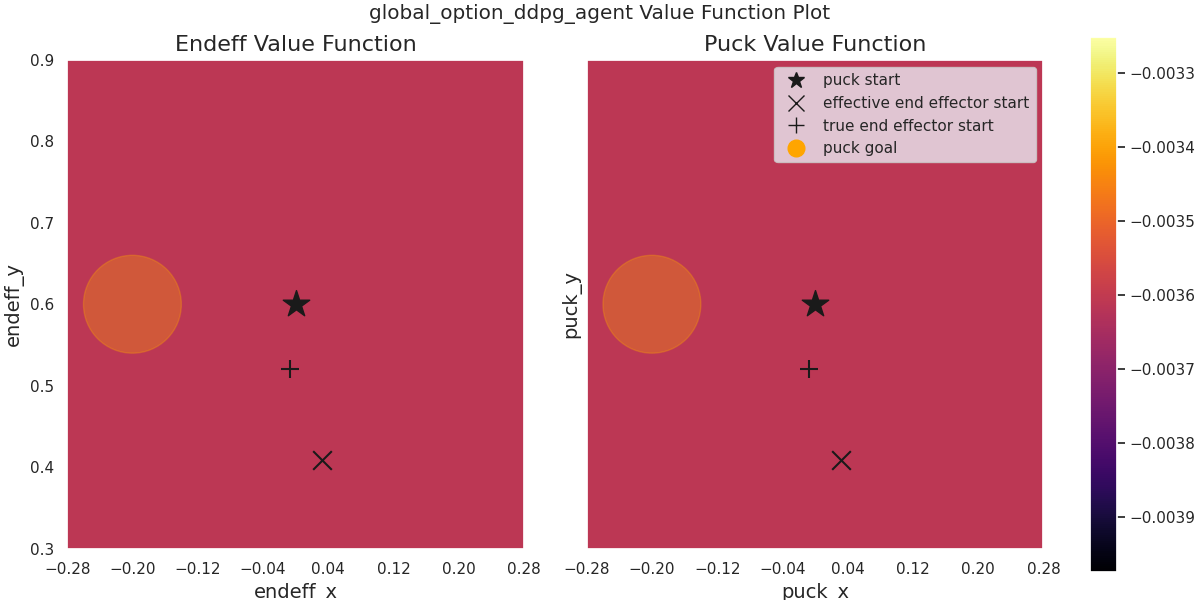 global_option_ddpg_agent Value Function Plot
Endeff Value Function
Puck Value Function
0.9
0.8
0.7
0.6
0.5
0.4
0.3
endeff_y
−0.28 −0.20 −0.12 −0.04 0.04 0.12 0.20 0.28
endeff_x
puck_y
puck start
effective end effector start
true end effector start
puck goal
−0.28 −0.20 −0.12 −0.04 0.04 0.12 0.20 0.28
puck_x
−0.0033
−0.0034
−0.0035
−0.0036
−0.0037
−0.0038
−0.0039